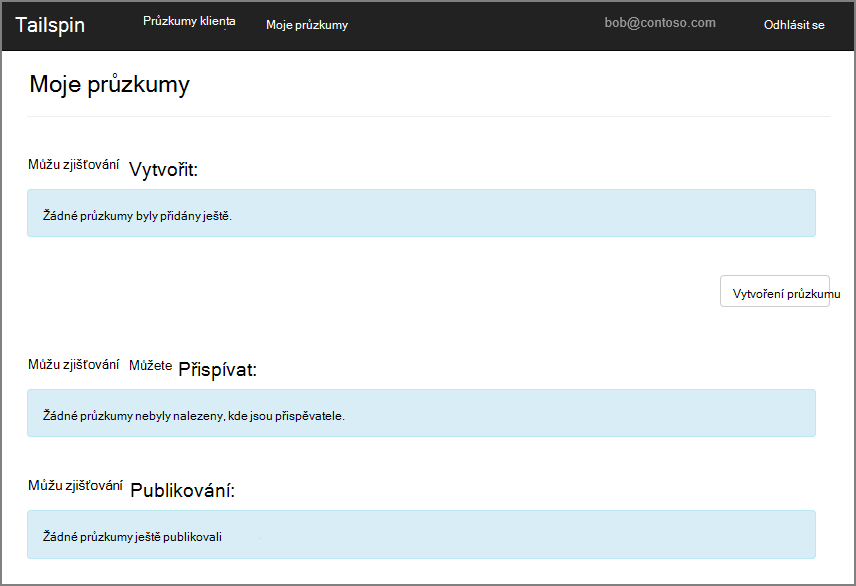 Tailspin Průzkumy klienta Moje průzkumy bob@contoso.com Odhlásit se
Moje průzkumy
Můžu zjišťování Vytvořit:
Žádné průzkumy byly přidány ještě.
Vytvoření průzkumu
Můžu zjišťování Můžete Přispívat:
Žádné průzkumy nebyly nalezeny, kde jsou přispěvatele.
Můžu zjišťování Publikování:
Žádné průzkumy ještě publikovali